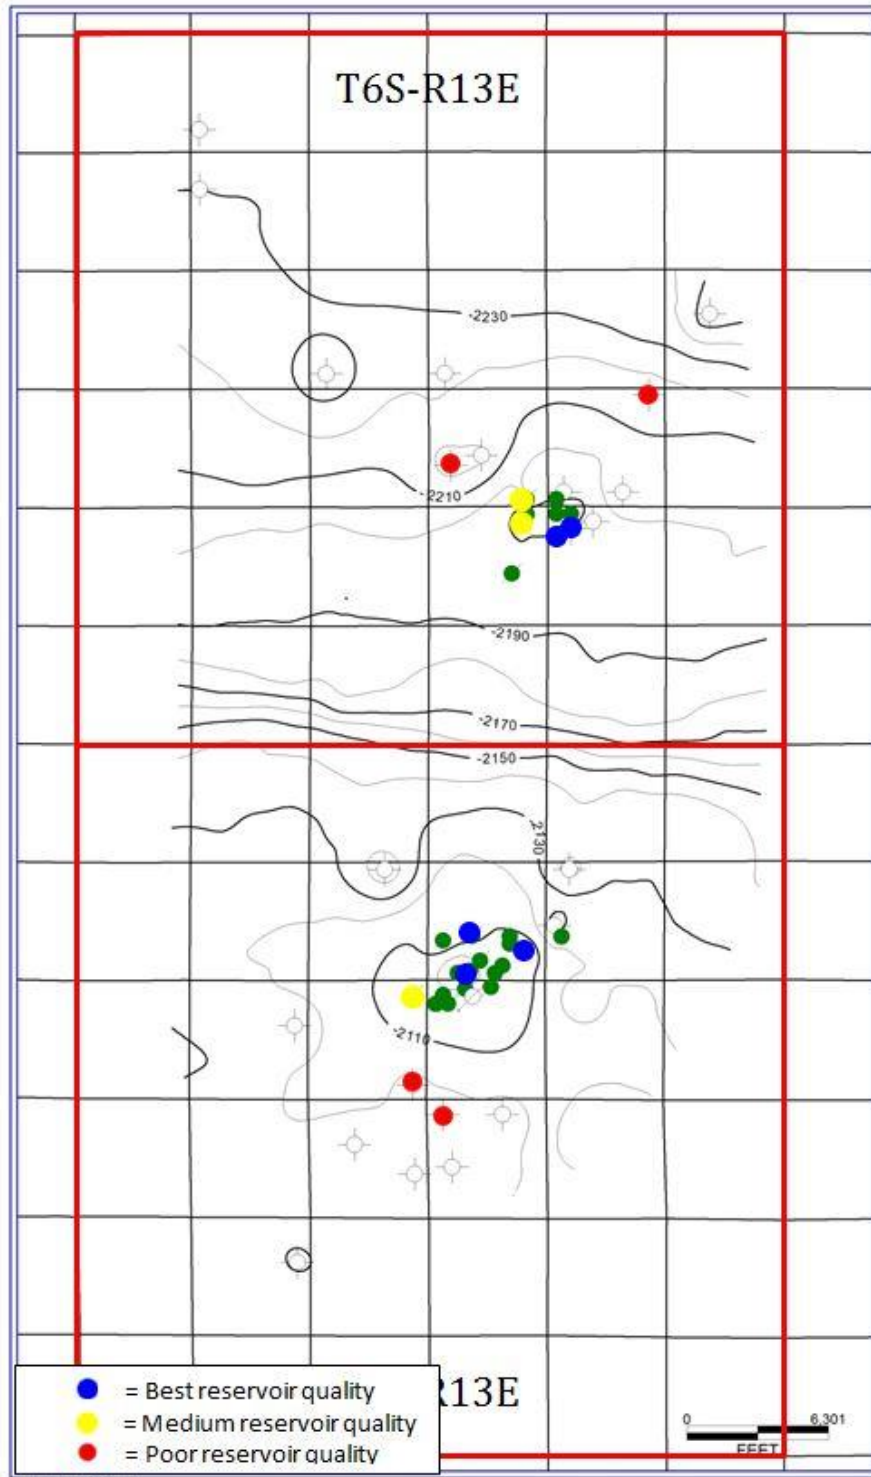 T6S-R13E
-2230
-2210
-2190
-2170
-2150
-2130
-2110
R13E
= Best reservoir quality
= Medium reservoir quality
= Poor reservoir quality
0 6,301
FEET